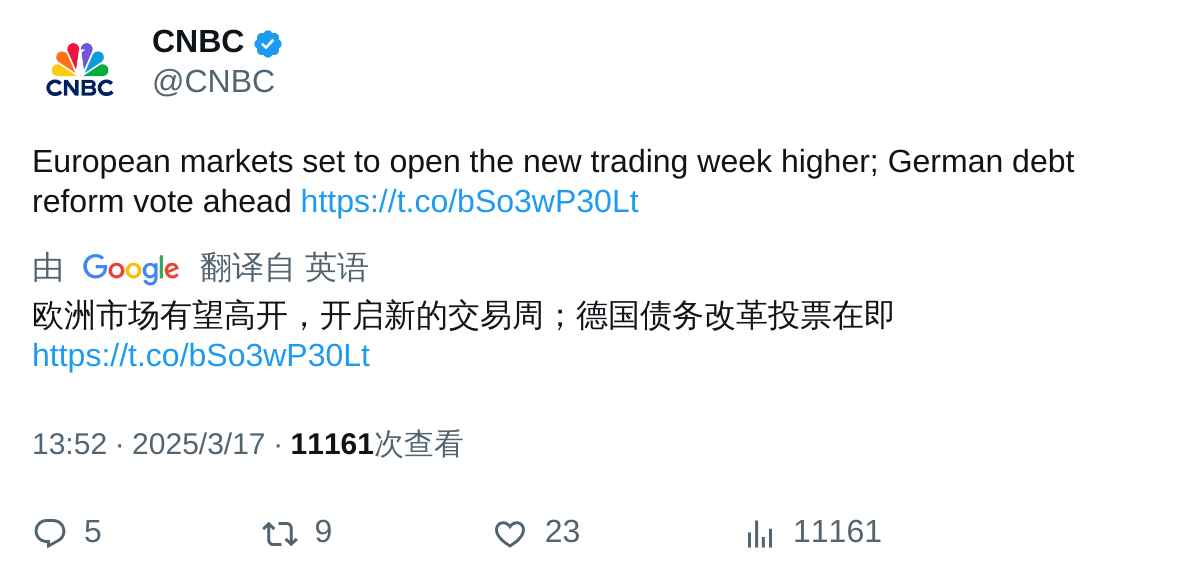 CNBC
CNBC
@CNBC
European markets set to open the new trading week higher; German debt
reform vote ahead https://t.co/bSo3wP30Lt
由 Google 翻译自 英语
欧洲市场有望高开，开启新的交易周；德国债务改革投票在即
https://t.co/bSo3wP30Lt
13:52 · 2025/3/17 · 11161次查看
5 9 23 11161